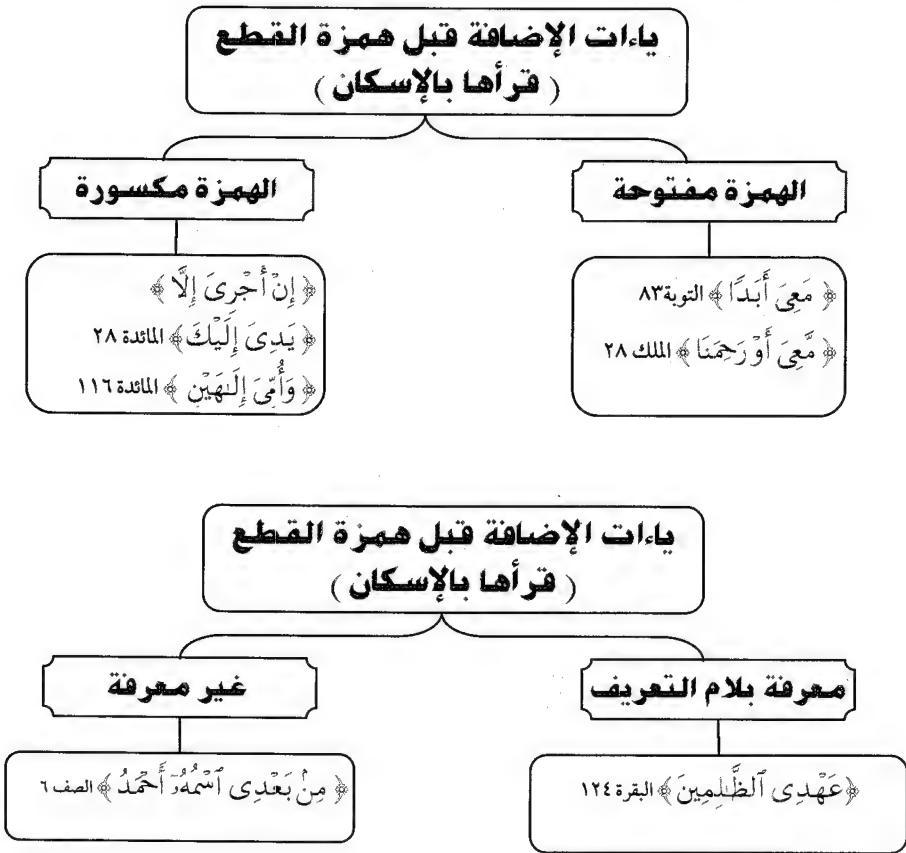 ياءات الإضافة قبل همزة القطع
( قرأها بالإسكان )
الهمزة مفتوحة
﴿ مَعِىَ أَبَدًا ﴾ التوبة ٨٣
﴿ مَّعِىَ أَوْ رَحِمَنَا ﴾ الملك ٢٨
الهمزة مكسورة
﴿ إِنْ أَجْرِىَ إِلَّا ﴾
﴿ يَدِىَ إِلَيْكَ ﴾ المائدة ٢٨
﴿ وَأُمِّىَ إِلَـٰهَيْنِ ﴾ المائدة ١١٦
ياءات الإضافة قبل همزة القطع
( قرأها بالإسكان )
معرفة بلام التعريف
﴿ عَهْدِى ٱلظَّـٰلِمِينَ ﴾ البقرة ١٢٤
غير معرفة
﴿ مِنۢ بَعْدِى ٱسْمُهُۥٓ أَحْمَدُ ﴾ الصف ٦